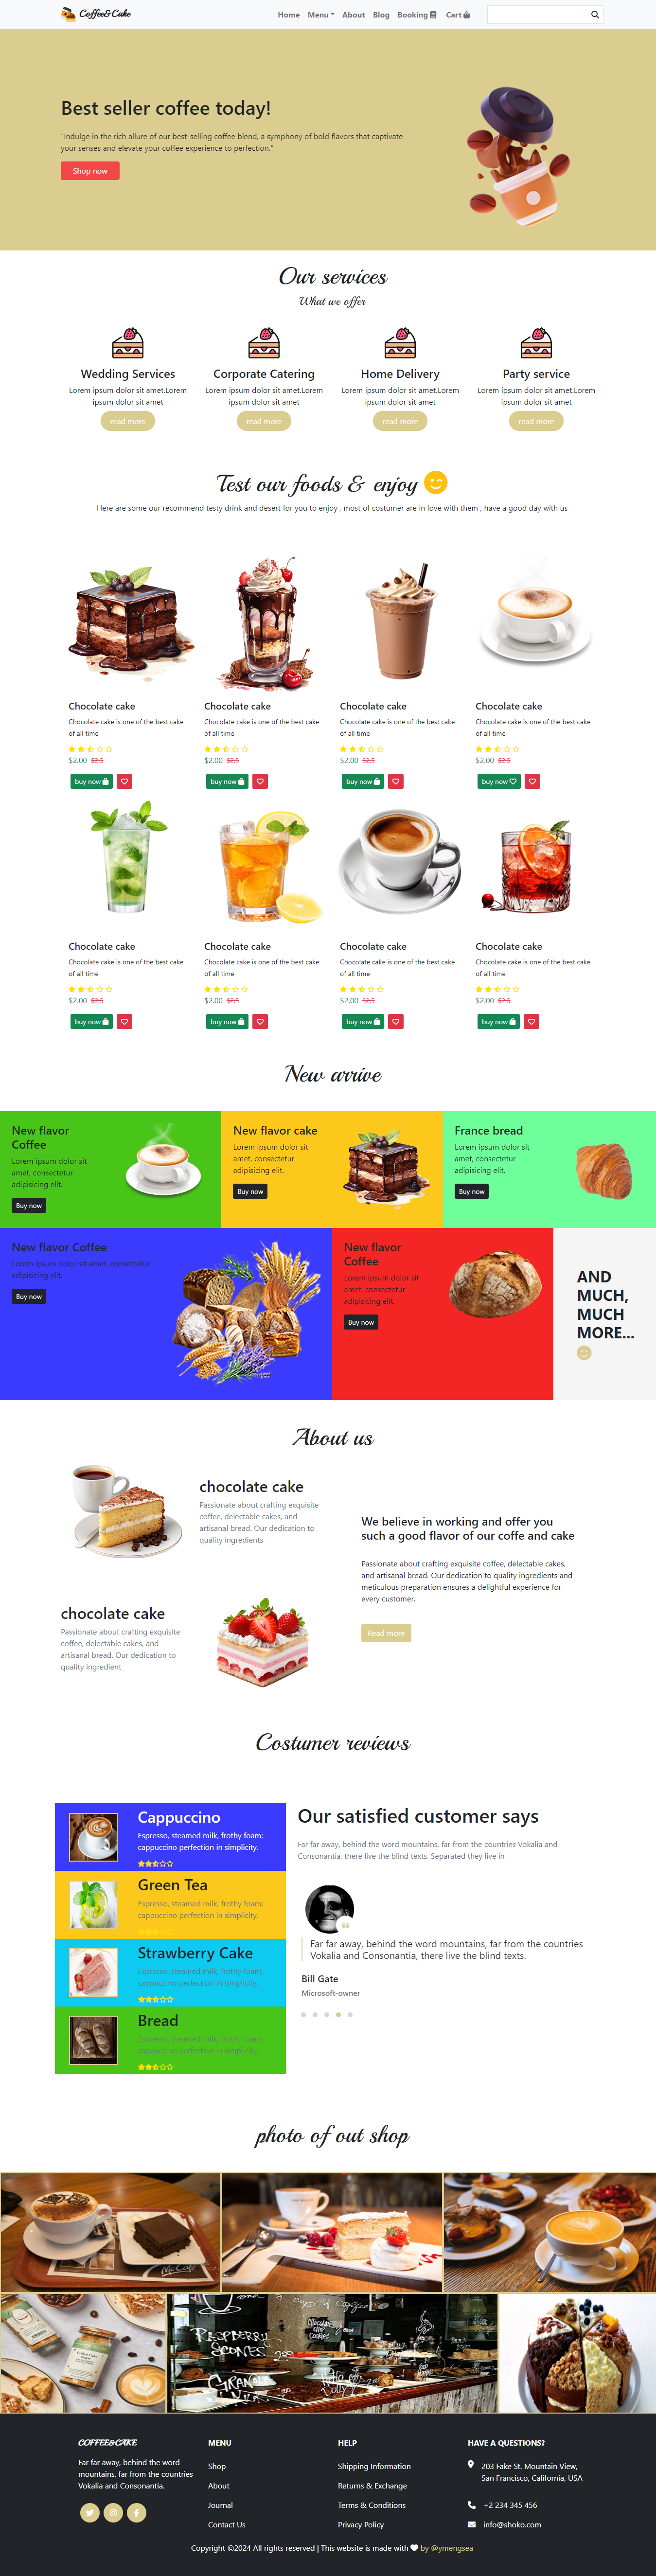 Coffee&Cake
Home Menu About Blog Booking Cart
Best seller coffee today!
"Indulge in the rich allure of our best-selling coffee blend, a symphony of bold flavors that captivate
your senses and elevate your coffee experience to perfection."
Shop now
Our services
What we offer
Wedding Services
Lorem ipsum dolor sit amet.Lorem
ipsum dolor sit amet
read more
Corporate Catering
Lorem ipsum dolor sit amet.Lorem
ipsum dolor sit amet
read more
Home Delivery
Lorem ipsum dolor sit amet.Lorem
ipsum dolor sit amet
read more
Party service
Lorem ipsum dolor sit amet.Lorem
ipsum dolor sit amet
read more
Test our foods & enjoy
Here are some our recommend testy drink and desert for you to enjoy , most of costumer are in love with them , have a good day with us
Chocolate cake
Chocolate cake is one of the best cake
of all time
$2.00 $2.5
buy now
Chocolate cake
Chocolate cake is one of the best cake
of all time
$2.00 $2.5
buy now
Chocolate cake
Chocolate cake is one of the best cake
of all time
$2.00 $2.5
buy now
Chocolate cake
Chocolate cake is one of the best cake
of all time
$2.00 $2.5
buy now
Chocolate cake
Chocolate cake is one of the best cake
of all time
$2.00 $2.5
buy now
Chocolate cake
Chocolate cake is one of the best cake
of all time
$2.00 $2.5
buy now
Chocolate cake
Chocolate cake is one of the best cake
of all time
$2.00 $2.5
buy now
Chocolate cake
Chocolate cake is one of the best cake
of all time
$2.00 $2.5
buy now
New arrive
New flavor
Coffee
Lorem ipsum dolor sit
amet, consectetur
adipisicing elit.
Buy now
New flavor cake
Lorem ipsum dolor sit
amet, consectetur
adipisicing elit.
Buy now
France bread
Lorem ipsum dolor sit
amet, consectetur
adipisicing elit.
Buy now
New flavor Coffee
Lorem ipsum dolor sit amet, consectetur
adipisicing elit.
Buy now
New flavor
Coffee
Lorem ipsum dolor sit
amet, consectetur
adipisicing elit.
Buy now
AND
MUCH,
MUCH
MORE...
About us
chocolate cake
Passionate about crafting exquisite
coffee, delectable cakes, and
artisanal bread. Our dedication to
quality ingredients
chocolate cake
Passionate about crafting exquisite
coffee, delectable cakes, and
artisanal bread. Our dedication to
quality ingredient
We believe in working and offer you
such a good flavor of our coffe and cake
Passionate about crafting exquisite coffee, delectable cakes,
and artisanal bread. Our dedication to quality ingredients and
meticulous preparation ensures a delightful experience for
every customer.
Read more
Costumer reviews
Cappuccino
Espresso, steamed milk, frothy foam;
cappuccino perfection in simplicity.
Green Tea
Espresso, steamed milk, frothy foam;
cappuccino perfection in simplicity.
Strawberry Cake
Espresso, steamed milk, frothy foam;
cappuccino perfection in simplicity.
Bread
Espresso, steamed milk, frothy foam;
cappuccino perfection in simplicity.
Our satisfied customer says
Far far away, behind the word mountains, far from the countries Vokalia and
Consonantia, there live the blind texts. Separated they live in
Far far away, behind the word mountains, far from the countries
Vokalia and Consonantia, there live the blind texts.
Bill Gate
Microsoft-owner
photo of out shop
McCafe
RASPBERRY
SCONES
COFFEE&CAKE
Far far away, behind the word
mountains, far from the countries
Vokalia and Consonantia.
MENU
Shop
About
Journal
Contact Us
HELP
Shipping Information
Returns & Exchange
Terms & Conditions
Privacy Policy
HAVE A QUESTIONS?
203 Fake St. Mountain View,
San Francisco, California, USA
+2 234 345 456
info@shoko.com
Copyright ©2024 All rights reserved | This website is made with by @ymengsea